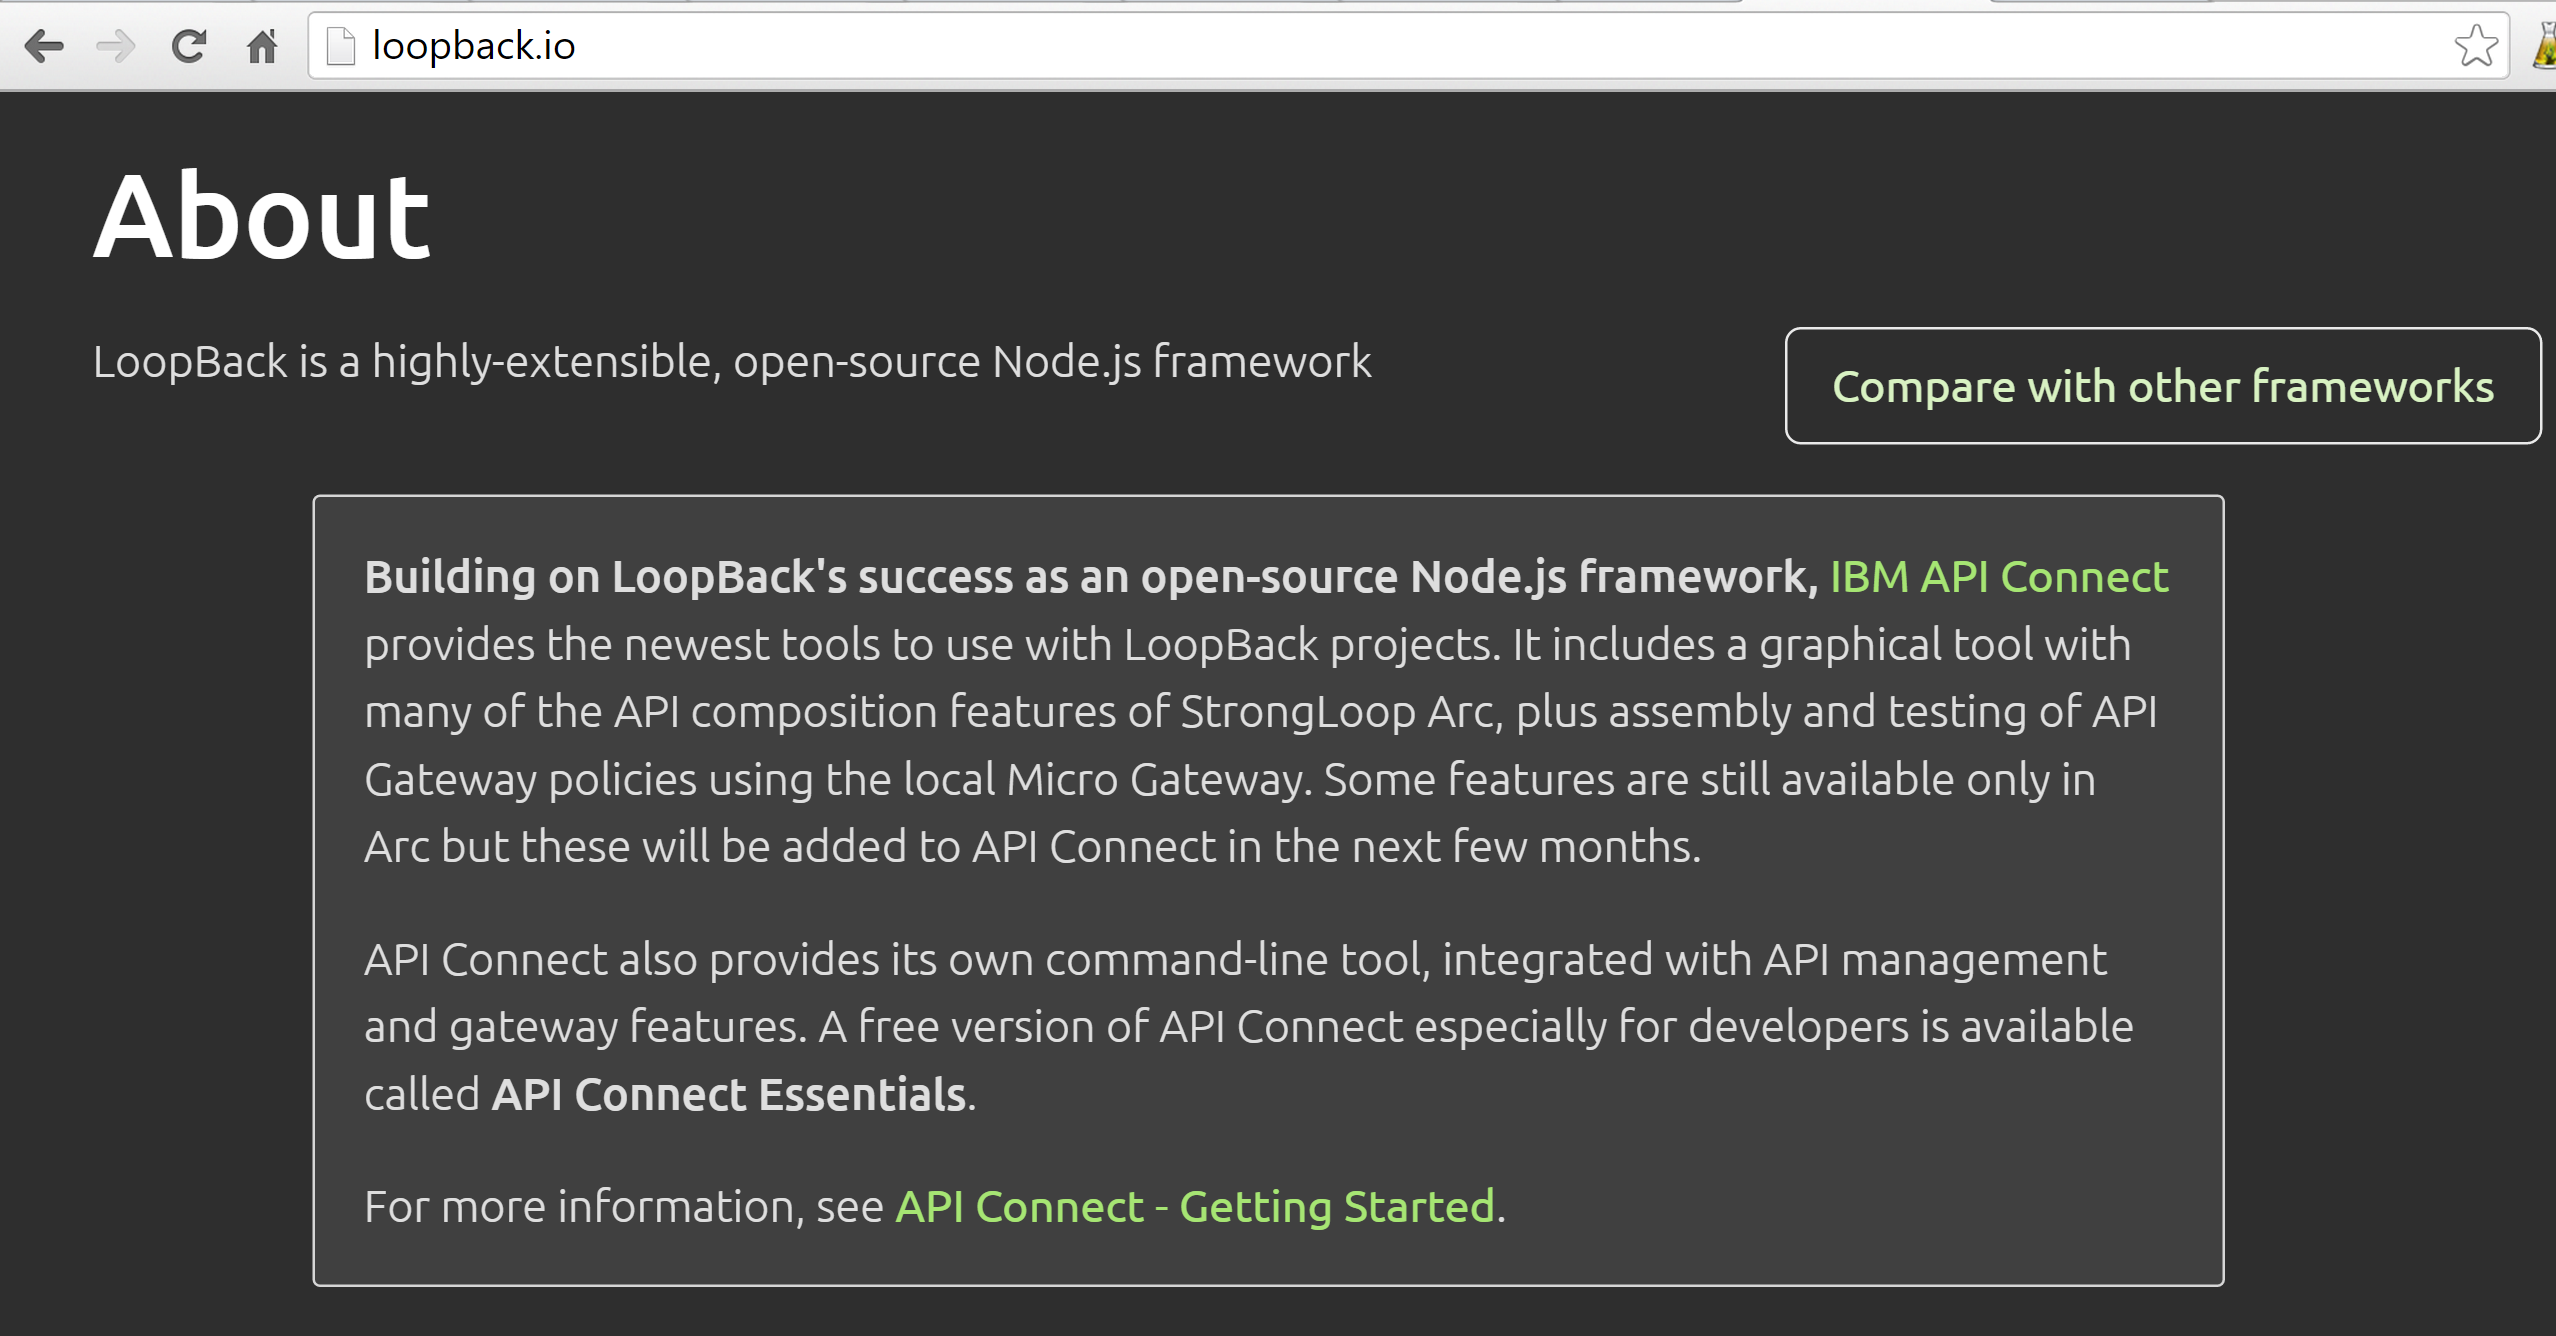 loopback.io
About
LoopBack is a highly-extensible, open-source Node.js framework
Compare with other frameworks
Building on LoopBack's success as an open-source Node.js framework, IBM API Connect
provides the newest tools to use with LoopBack projects. It includes a graphical tool with
many of the API composition features of StrongLoop Arc, plus assembly and testing of API
Gateway policies using the local Micro Gateway. Some features are still available only in
Arc but these will be added to API Connect in the next few months.
API Connect also provides its own command-line tool, integrated with API management
and gateway features. A free version of API Connect especially for developers is available
called API Connect Essentials.
For more information, see API Connect - Getting Started.